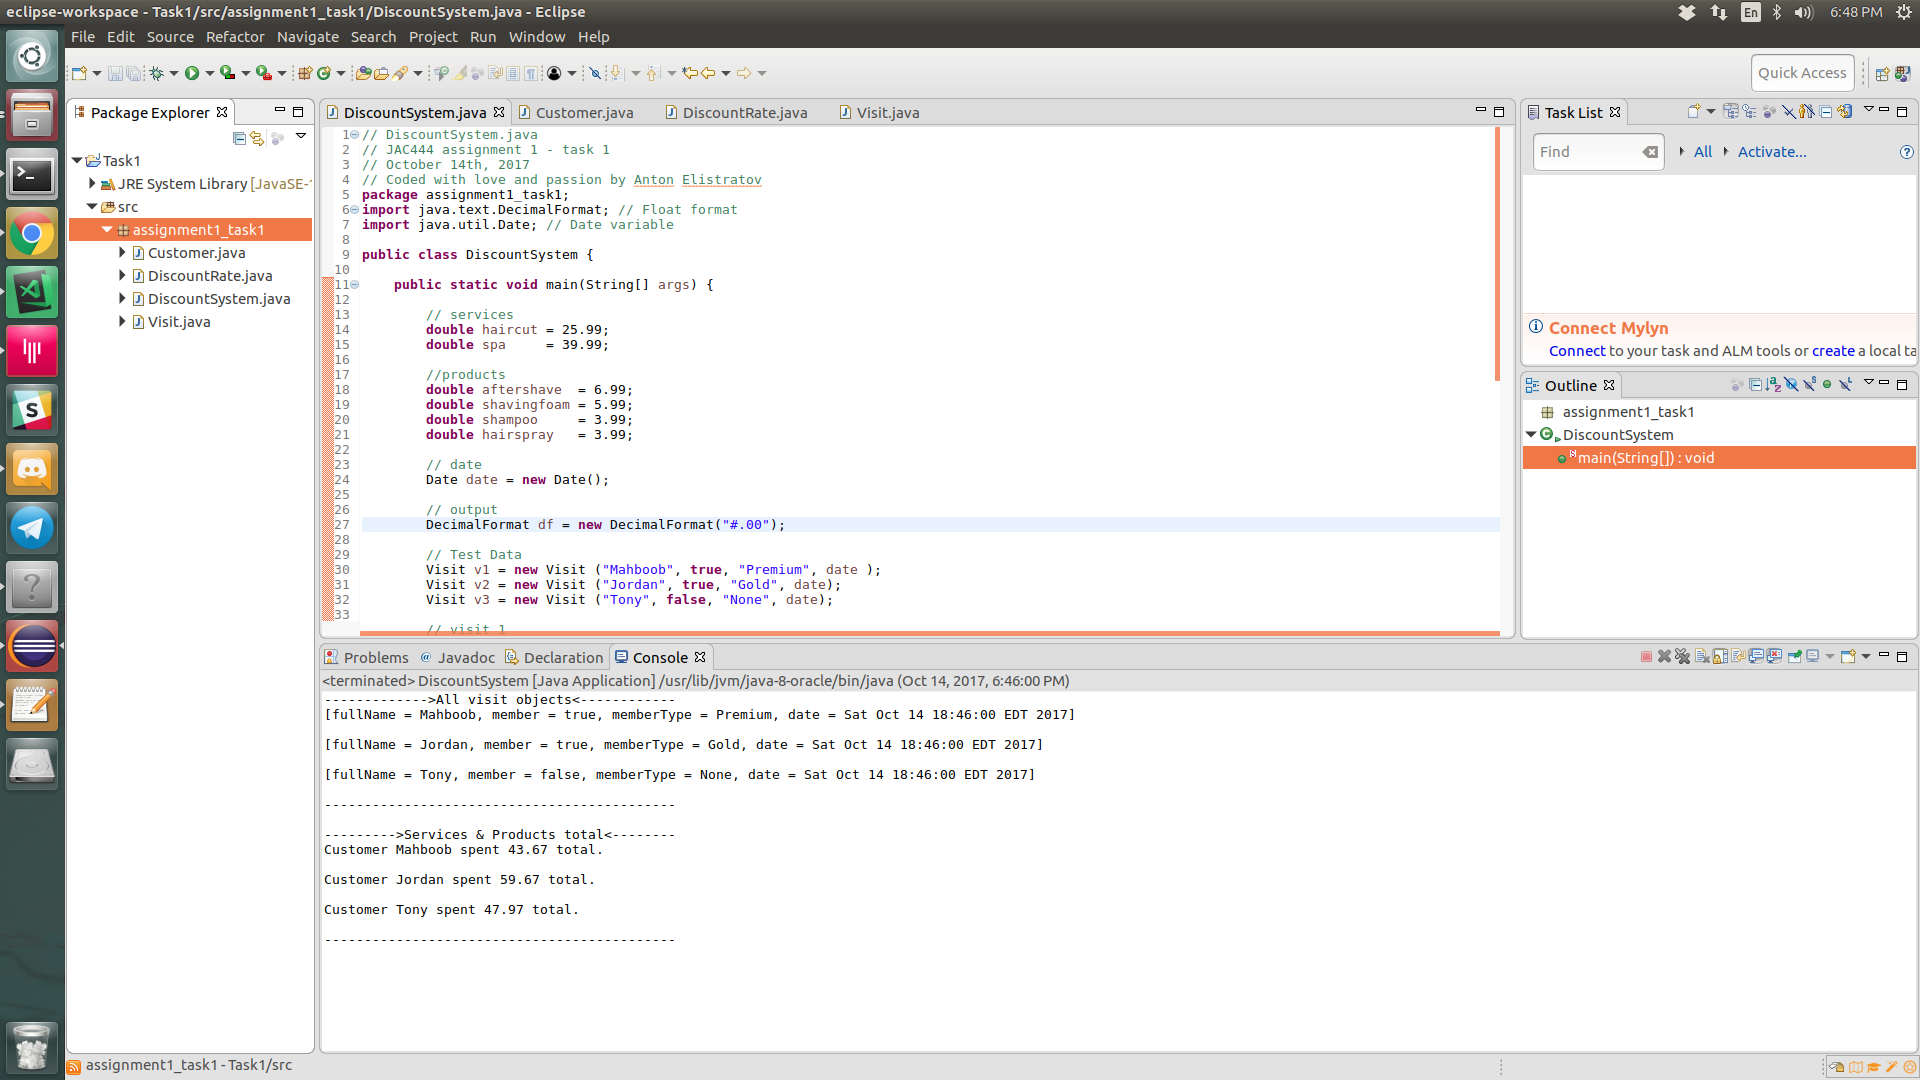 eclipse-workspace - Task1/src/assignment1_task1/DiscountSystem.java - Eclipse
En
6:48 PM
File Edit Source Refactor Navigate Search Project Run Window Help
Quick Access
Package Explorer
Task1
JRE System Library [JavaSE-
src
assignment1_task1
Customer.java
DiscountRate.java
DiscountSystem.java
Visit.java
DiscountSystem.java Customer.java DiscountRate.java Visit.java
1 // DiscountSystem.java
2 // JAC444 assignment 1 - task 1
3 // October 14th, 2017
4 // Coded with love and passion by Anton Elistratov
5 package assignment1_task1;
6 import java.text.DecimalFormat; // Float format
7 import java.util.Date; // Date variable
8
9 public class DiscountSystem {
10
11 public static void main(String[] args) {
12
13 // services
14 double haircut = 25.99;
15 double spa     = 39.99;
16
17 //products
18 double aftershave  = 6.99;
19 double shavingfoam = 5.99;
20 double shampoo     = 3.99;
21 double hairspray   = 3.99;
22
23 // date
24 Date date = new Date();
25
26 // output
27 DecimalFormat df = new DecimalFormat("#.00");
28
29 // Test Data
30 Visit v1 = new Visit ("Mahboob", true, "Premium", date );
31 Visit v2 = new Visit ("Jordan", true, "Gold", date);
32 Visit v3 = new Visit ("Tony", false, "None", date);
33
// visit 1
Task List
Find
All
Activate...
Connect Mylyn
Connect to your task and ALM tools or create a local ta
Outline
assignment1_task1
DiscountSystem
main(String[]) : void
Problems @ Javadoc Declaration Console
<terminated> DiscountSystem [Java Application] /usr/lib/jvm/java-8-oracle/bin/java (Oct 14, 2017, 6:46:00 PM)
------------->All visit objects<------------
[fullName = Mahboob, member = true, memberType = Premium, date = Sat Oct 14 18:46:00 EDT 2017]
[fullName = Jordan, member = true, memberType = Gold, date = Sat Oct 14 18:46:00 EDT 2017]
[fullName = Tony, member = false, memberType = None, date = Sat Oct 14 18:46:00 EDT 2017]
--------------------------------------------
--------->Services & Products total<--------
Customer Mahboob spent 43.67 total.
Customer Jordan spent 59.67 total.
Customer Tony spent 47.97 total.
--------------------------------------------
assignment1_task1 - Task1/src